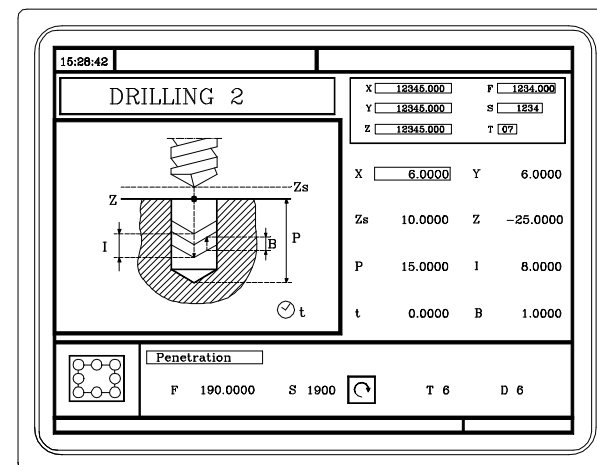 15:28:42
DRILLING 2
X 12345.000 F 1234.000
Y 12345.000 S 1234
Z 12345.000 T 07
Zs
Z
I
B
P
t
X 6.0000 Y 6.0000
Zs 10.0000 Z -25.0000
P 15.0000 I 8.0000
t 0.0000 B 1.0000
Penetration
F 190.0000 S 1900 T 6 D 6